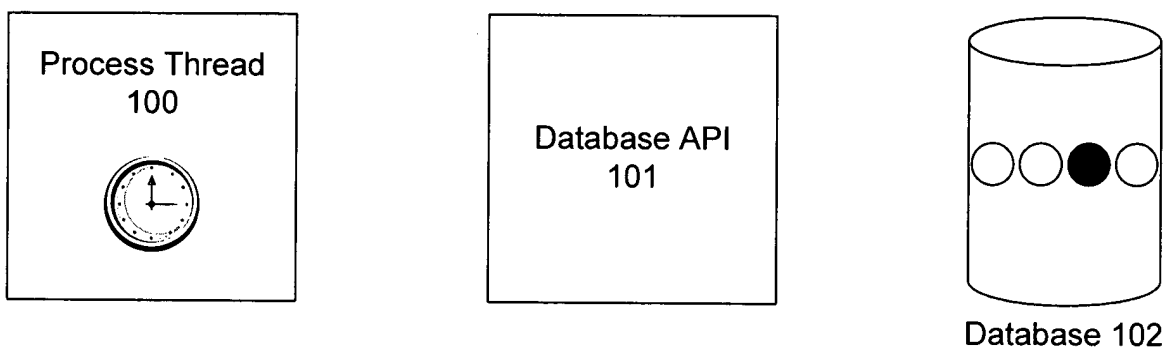 Process Thread
100
Database API
101
Database 102